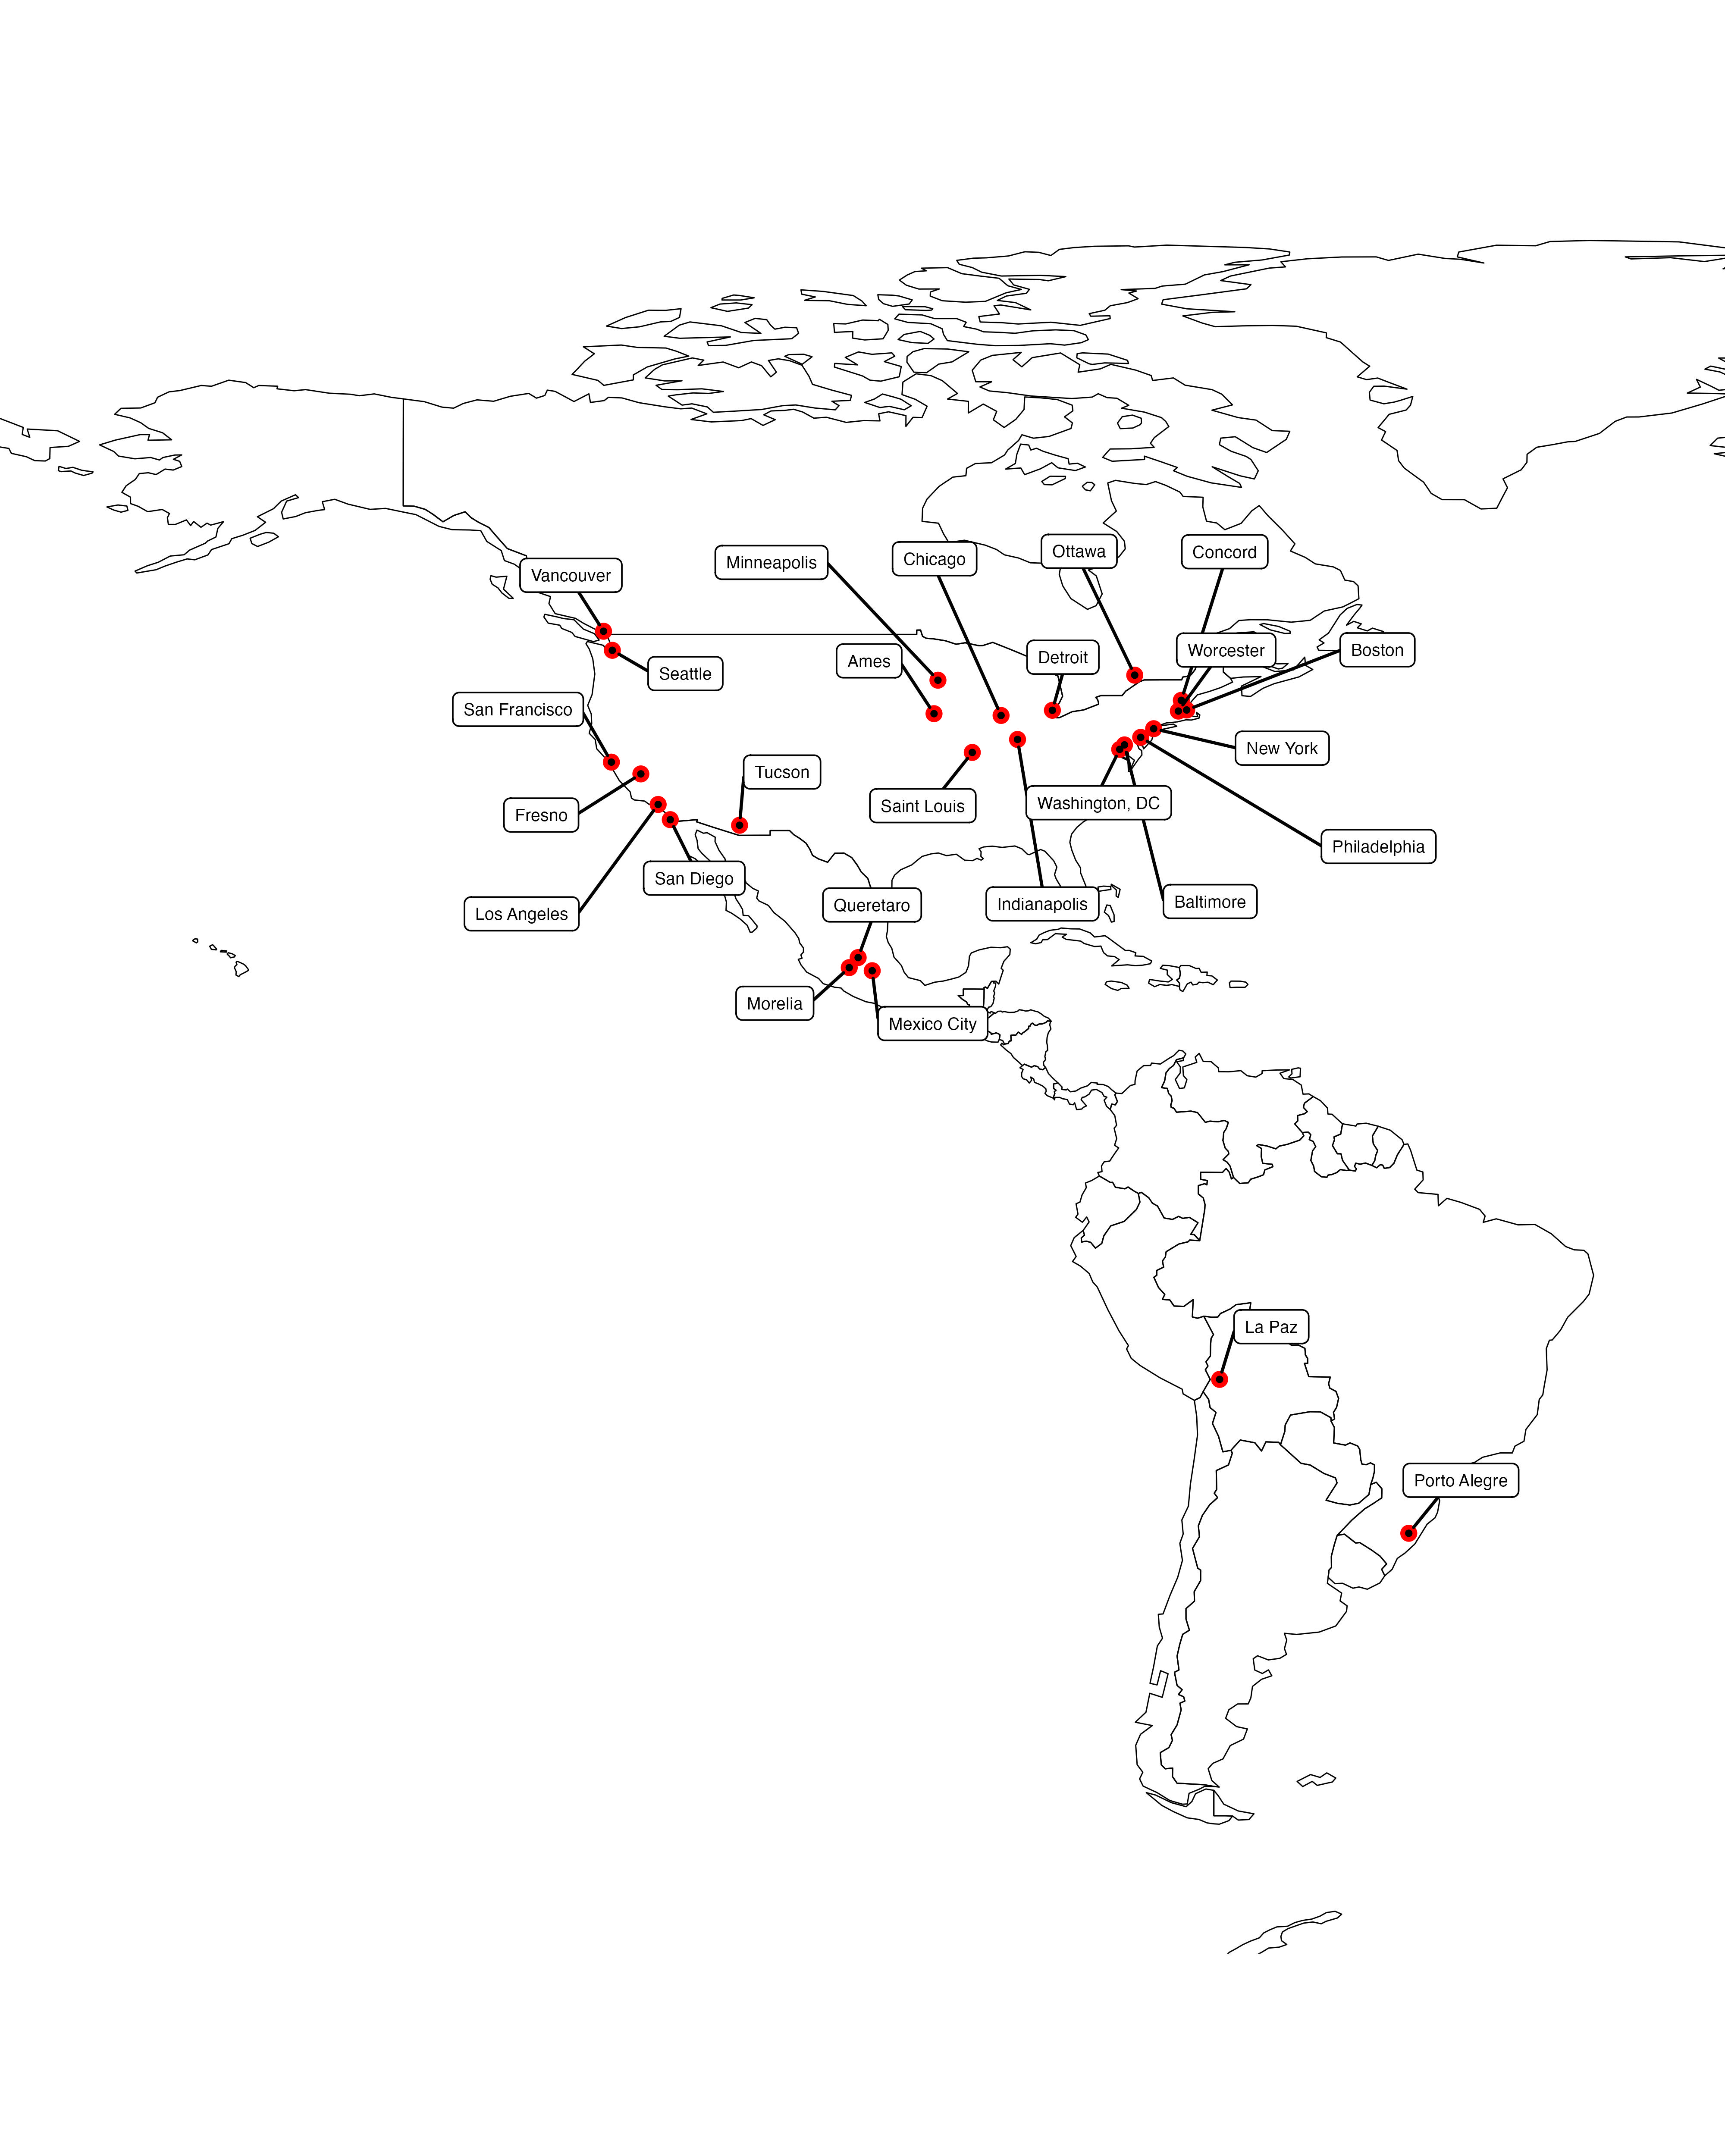 Ottawa
Concord
Chicago
Minneapolis
Vancouver
Worcester
Boston
Detroit
Ames
Seattle
San Francisco
New York
Tucson
Washington, DC
Saint Louis
Fresno
Philadelphia
San Diego
Baltimore
Indianapolis
Queretaro
Los Angeles
Morelia
Mexico City
La Paz
Porto Alegre